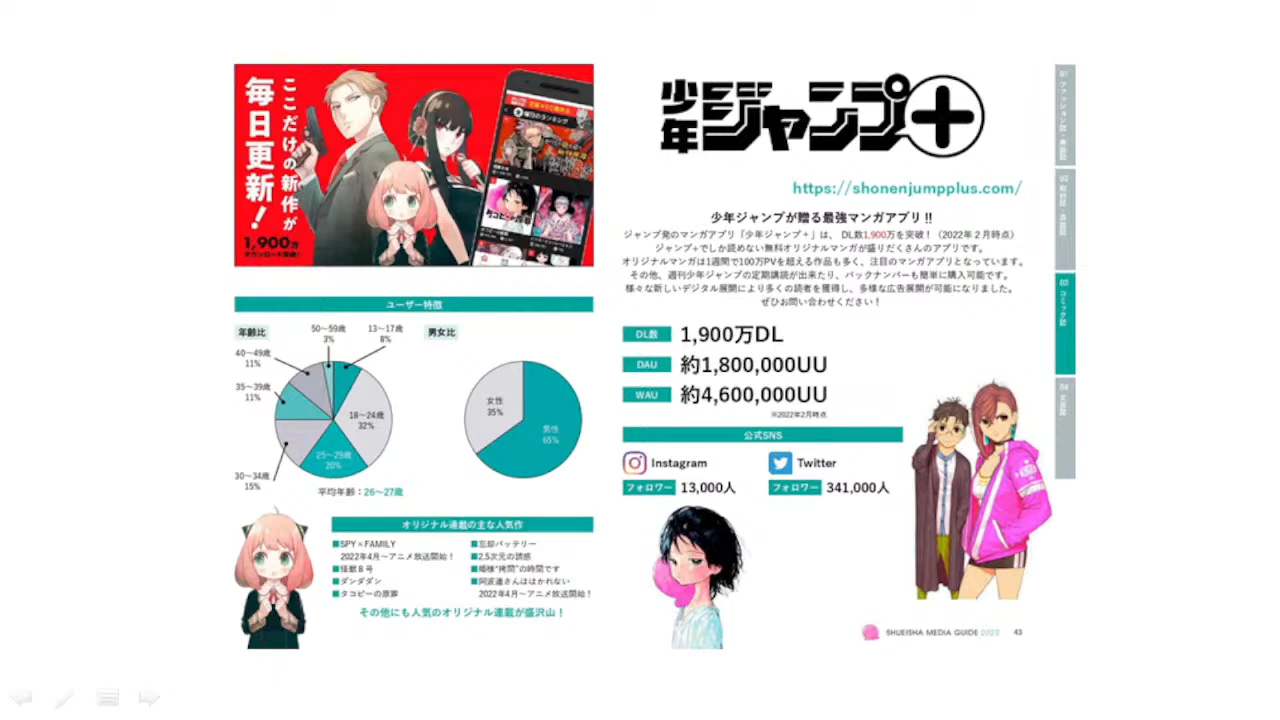 ここだけの新作が
毎日更新!
1,900万
ダウンロード突破!
ユーザー特徴
年齢比
50〜59歳
3%
13〜17歳
8%
40〜49歳
11%
35〜39歳
11%
18〜24歳
32%
25〜29歳
20%
30〜34歳
15%
平均年齢:26〜27歳
男女比
女性
35%
男性
65%
オリジナル連載の主な人気作
■SPY×FAMILY
2022年4月〜アニメ放送開始!
■怪獣8号
■ダンダダン
■タコピーの原罪
■忘却バッテリー
■2.5次元の誘惑
■姫様“拷問”の時間です
■阿波連さんははかれない
2022年4月〜アニメ放送開始!
その他にも人気のオリジナル連載が盛沢山!
少年ジャンプ+
https://shonenjumpplus.com/
少年ジャンプが贈る最強マンガアプリ!!
ジャンプ発のマンガアプリ「少年ジャンプ+」は、DL数1,900万を突破!(2022年2月時点)
ジャンプ+でしか読めない無料オリジナルマンガが盛りだくさんのアプリです。
オリジナルマンガは1週間で100万PVを超える作品も多く、注目のマンガアプリとなっています。
その他、週刊少年ジャンプの定期購読が出来たり、バックナンバーも簡単に購入可能です。
様々な新しいデジタル展開により多くの読者を獲得し、多様な広告展開が可能になりました。
ぜひお問い合わせください!
DL数 1,900万DL
DAU 約1,800,000UU
WAU 約4,600,000UU
※2022年2月時点
公式SNS
Instagram
フォロワー 13,000人
Twitter
フォロワー 341,000人
SHUEISHA MEDIA GUIDE 2022 43
03 コミック誌